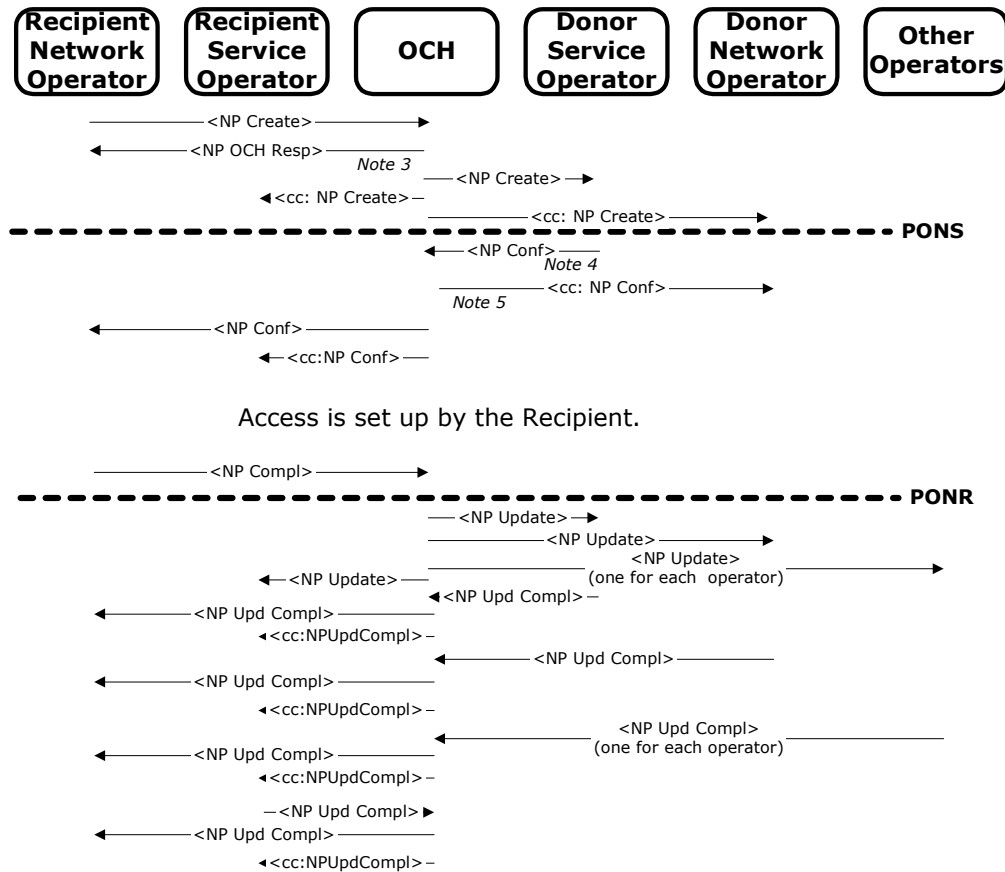 Recipient
Network
Operator
Recipient
Service
Operator
OCH
Donor
Service
Operator
Donor
Network
Operator
Other
Operators
<NP Create>
<NP OCH Resp>
Note 3
<NP Create>
<cc: NP Create>
<cc: NP Create>
PONS
<NP Conf>
Note 4
<cc: NP Conf>
Note 5
<NP Conf>
<cc:NP Conf>
Access is set up by the Recipient.
<NP Compl>
PONR
<NP Update>
<NP Update>
<NP Update>
(one for each operator)
<NP Update>
<NP Upd Compl>
<NP Upd Compl>
<cc:NPUpdCompl>
<NP Upd Compl>
<NP Upd Compl>
<cc:NPUpdCompl>
<NP Upd Compl>
(one for each operator)
<NP Upd Compl>
<cc:NPUpdCompl>
<NP Upd Compl>
<NP Upd Compl>
<cc:NPUpdCompl>